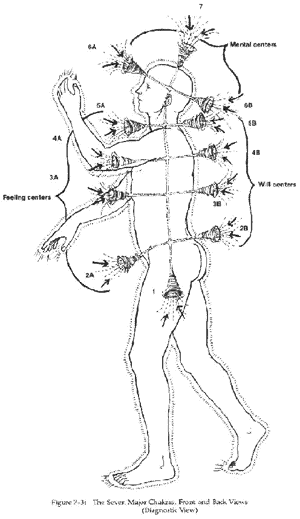 7
6A
Mental centers
6B
5A
5B
4A
4B
3A
Feeling centers
Will centers
3B
2B
2A
1
Figure 7-3: The Seven Major Chakras, Front and Back Views
(Diagnostic View)